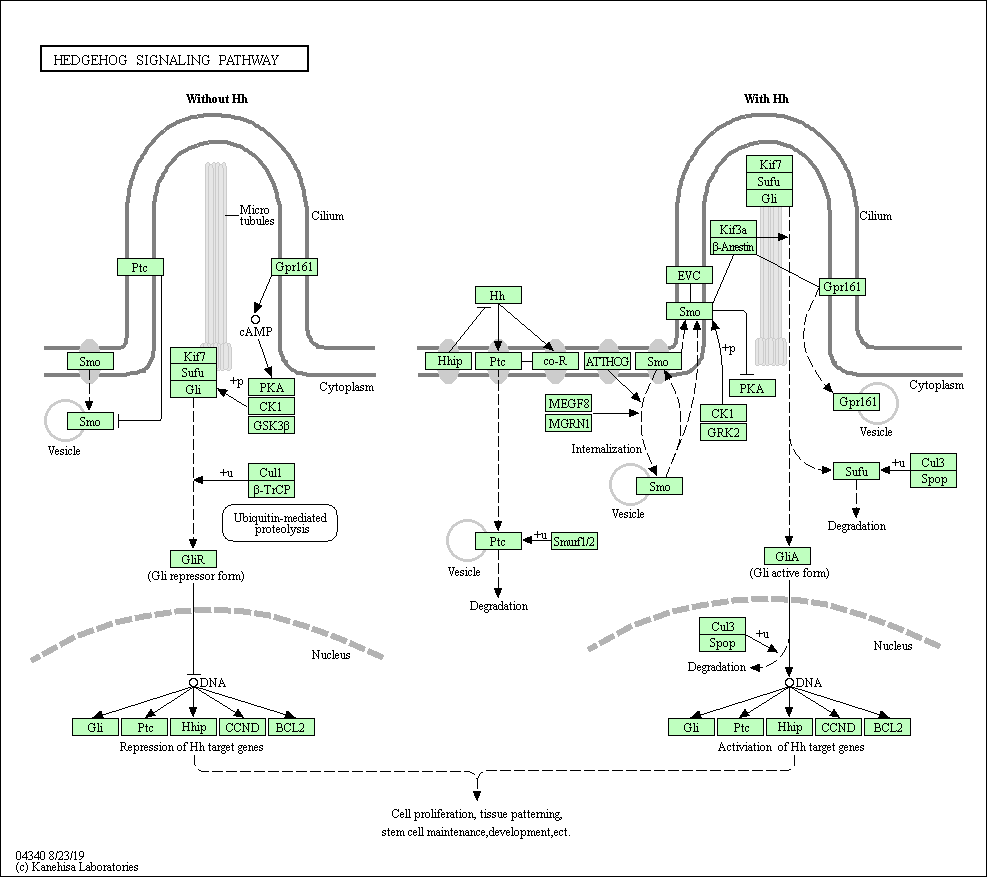 HEDGEHOG SIGNALING PATHWAY
Without Hh
Micro
tubules
Cilium
Ptc
Gpr161
cAMP
Smo
Kif7
Sufu
Gli
+p
PKA
CK1
GSK3β
Cytoplasm
Smo
Vesicle
+u
Cul1
β-TrCP
Ubiquitin-mediated
proteolysis
GliR
(Gli repressor form)
Nucleus
DNA
Gli
Ptc
Hhip
CCND
BCL2
Repression of Hh target genes
With Hh
Kif7
Sufu
Gli
Cilium
Kif3a
β-Arrestin
EVC
Gpr161
Hh
Smo
Hhip
Ptc
co-R
ATTHOG
Smo
+p
PKA
Cytoplasm
MEGF8
MGRN1
CK1
GRK2
Gpr161
Vesicle
Internalization
Smo
Vesicle
Sufu
+u
Cul3
Spop
Degradation
Ptc
+u
Smurf1/2
Vesicle
Degradation
GliA
(Gli active form)
Cul3
Spop
+u
Degradation
Nucleus
DNA
Gli
Ptc
Hhip
CCND
BCL2
Activiation of Hh target genes
Cell proliferation, tissue patterning,
stem cell maintenance,development,ect.
04340 8/23/19
(c) Kanehisa Laboratories